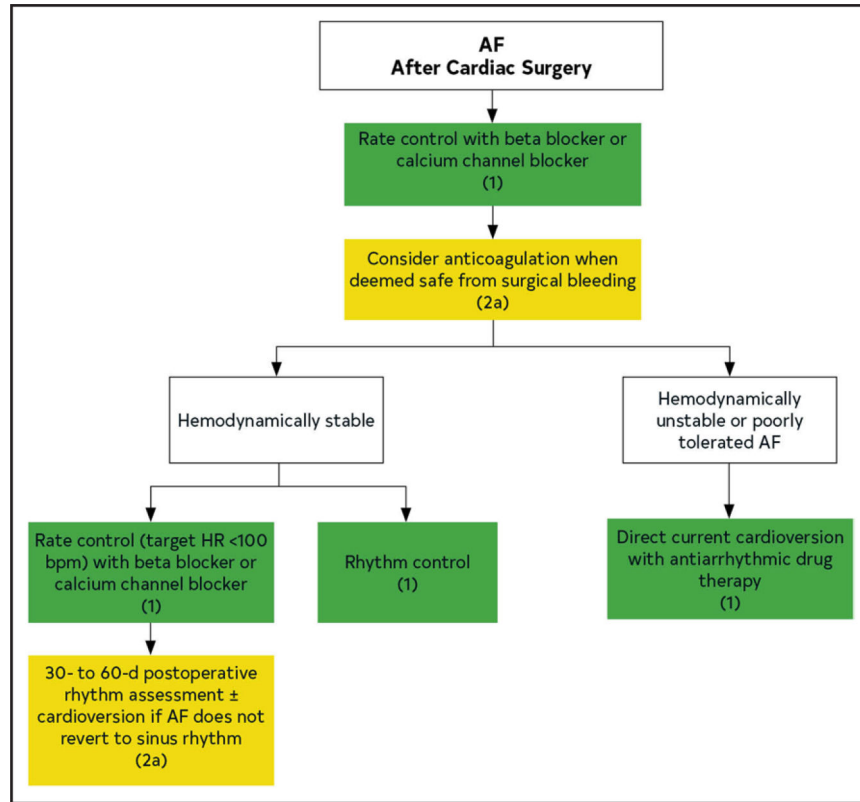 AF
After Cardiac Surgery
Rate control with beta blocker or
calcium channel blocker
(1)
Consider anticoagulation when
deemed safe from surgical bleeding
(2a)
Hemodynamically stable
Hemodynamically
unstable or poorly
tolerated AF
Rate control (target HR <100
bpm) with beta blocker or
calcium channel blocker
(1)
Rhythm control
(1)
Direct current cardioversion
with antiarrhythmic drug
therapy
(1)
30- to 60-d postoperative
rhythm assessment ±
cardioversion if AF does not
revert to sinus rhythm
(2a)